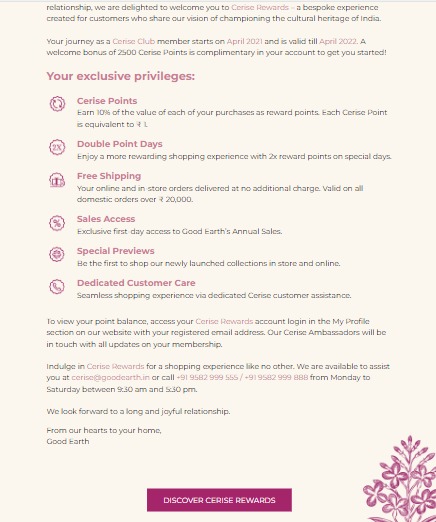 relationship, we are delighted to welcome you to Cerise Rewards – a bespoke experience
created for customers who share our vision of championing the cultural heritage of India.
Your journey as a Cerise Club member starts on April 2021 and is valid till April 2022. A
welcome bonus of 2500 Cerise Points is complimentary in your account to get you started!
Your exclusive privileges:
Cerise Points
Earn 10% of the value of each of your purchases as reward points. Each Cerise Point
is equivalent to ₹ 1.
2X
Double Point Days
Enjoy a more rewarding shopping experience with 2x reward points on special days.
Free Shipping
Your online and in-store orders delivered at no additional charge. Valid on all
domestic orders over ₹ 20,000.
%
Sales Access
Exclusive first-day access to Good Earth's Annual Sales.
Special Previews
Be the first to shop our newly launched collections in store and online.
Dedicated Customer Care
Seamless shopping experience via dedicated Cerise customer assistance.
To view your point balance, access your Cerise Rewards account login in the My Profile
section on our website with your registered email address. Our Cerise Ambassadors will be
in touch with all updates on your membership.
Indulge in Cerise Rewards for a shopping experience like no other. We are available to assist
you at cerise@goodearth.in or call +91 9582 999 555 / +91 9582 999 888 from Monday to
Saturday between 9:30 am and 5:30 pm.
We look forward to a long and joyful relationship.
From our hearts to your home,
Good Earth
DISCOVER CERISE REWARDS